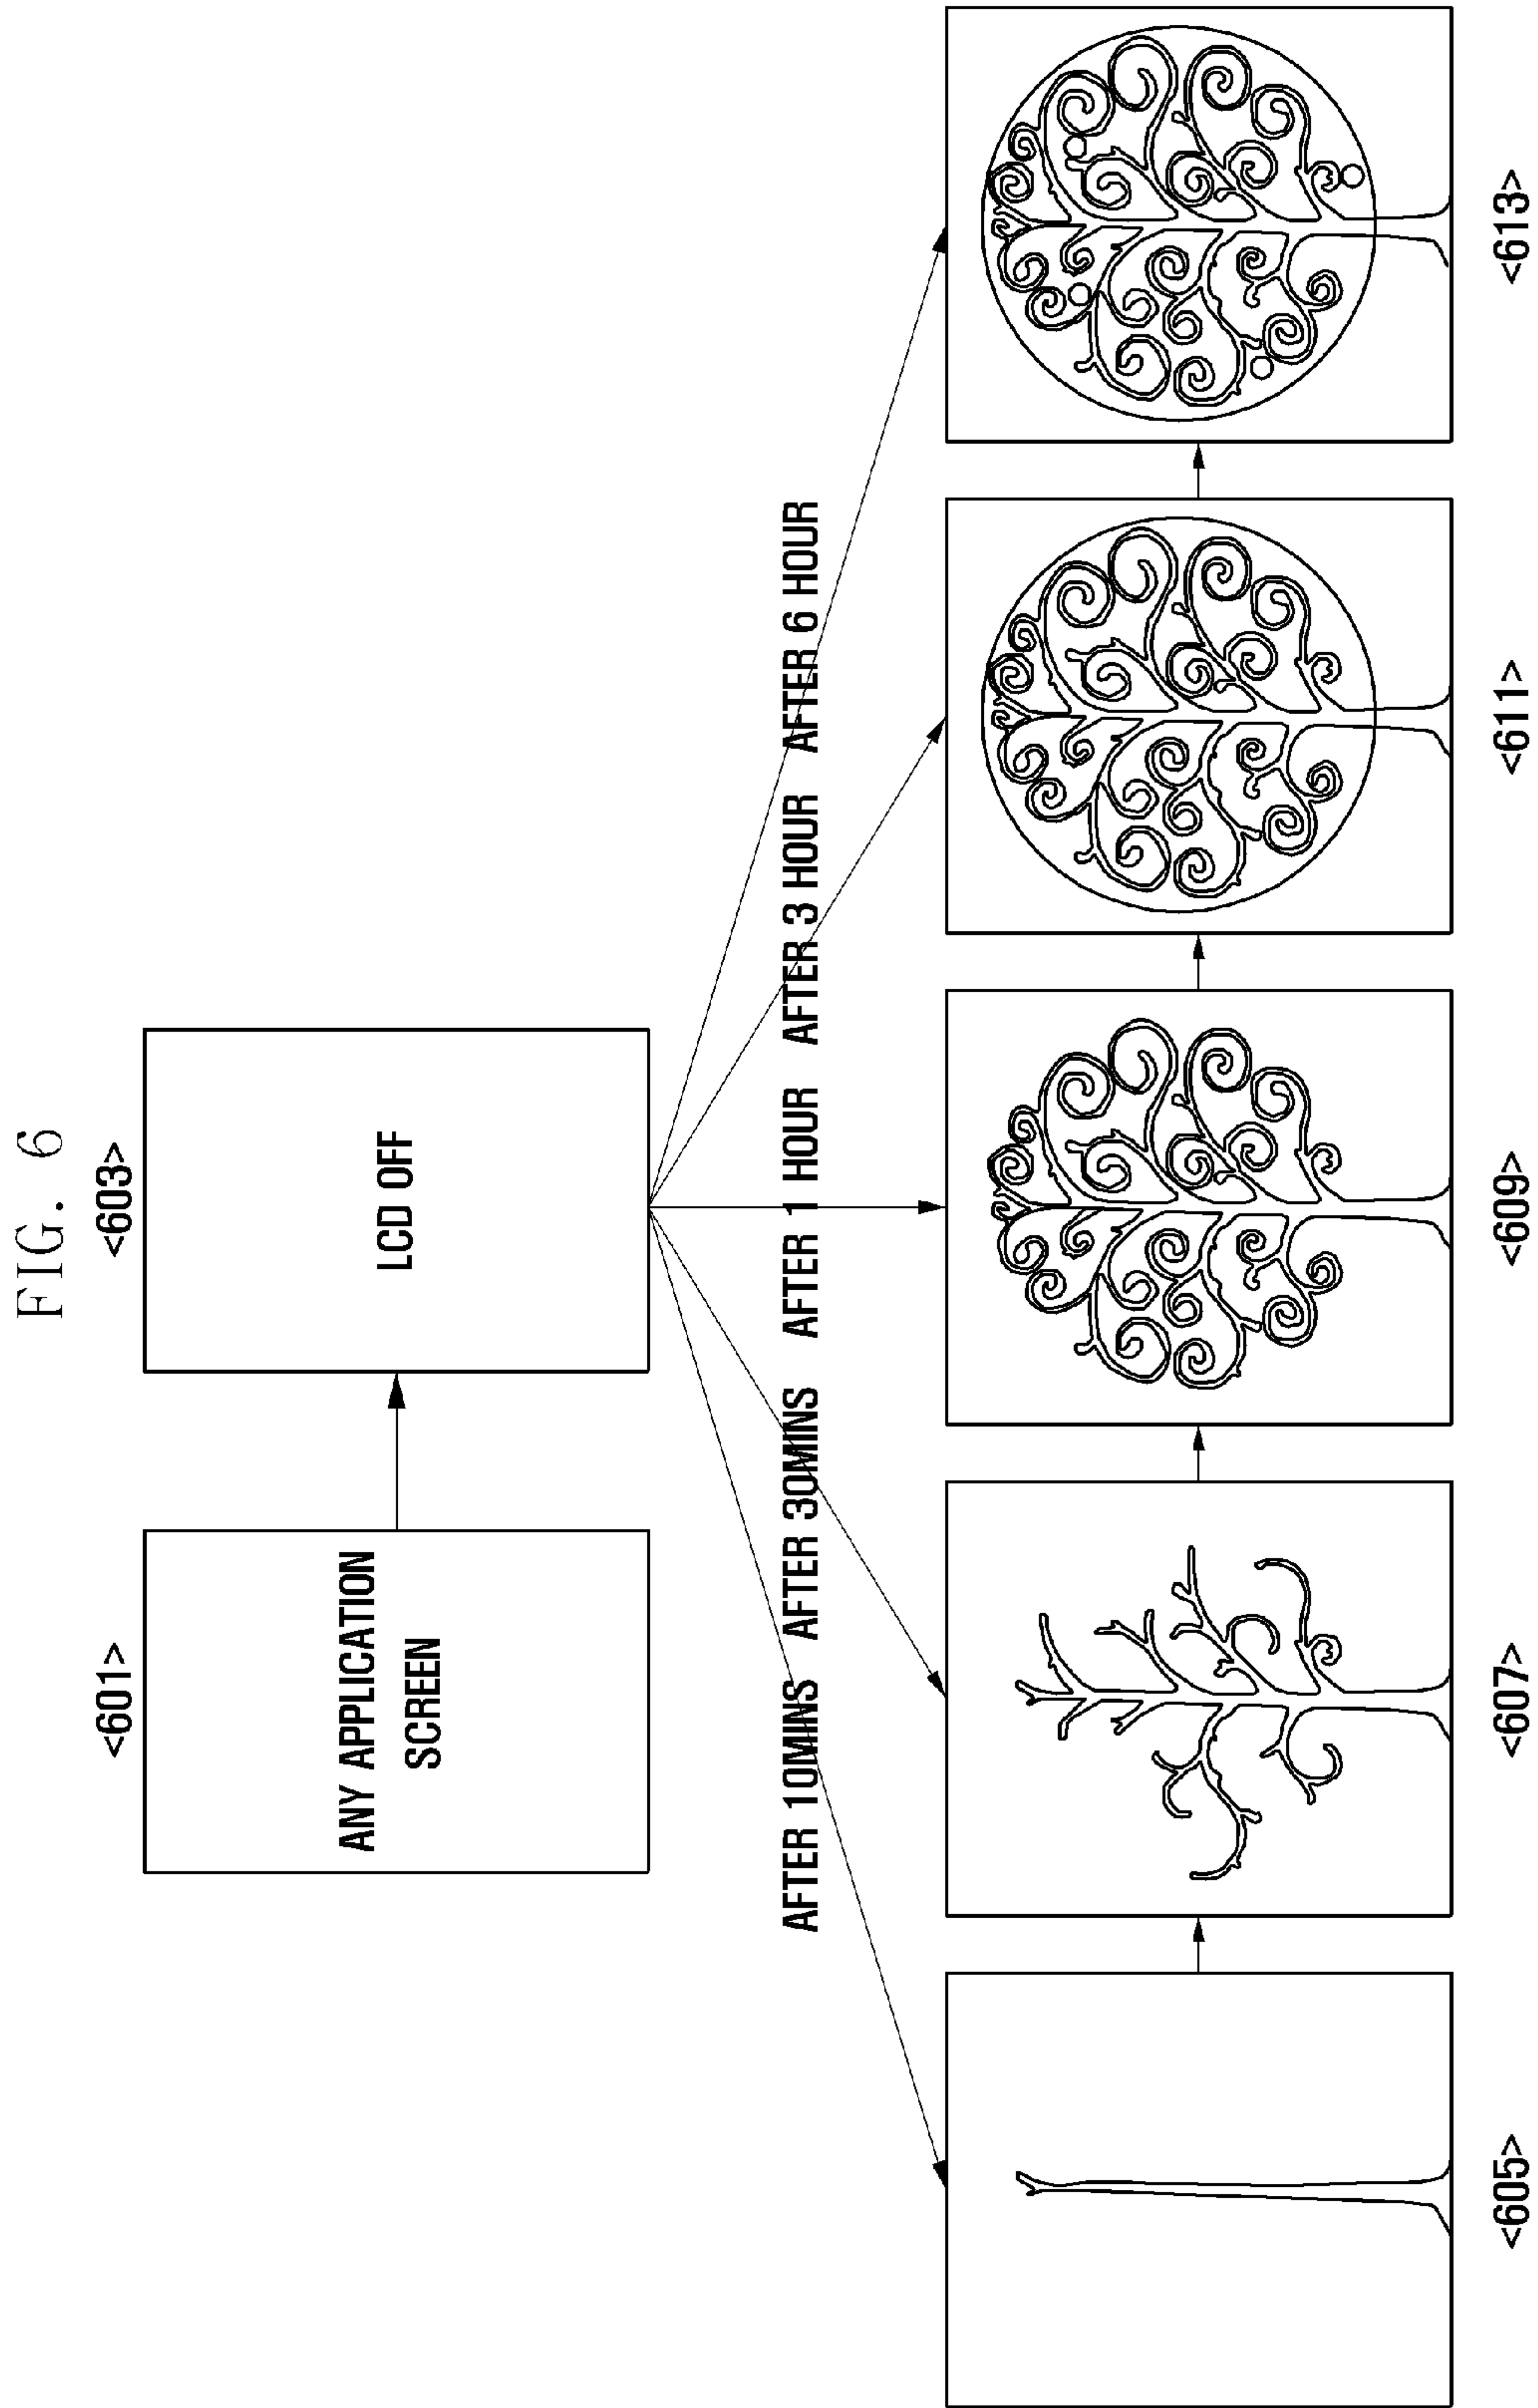 FIG. 6
<601>
<603>
ANY APPLICATION
SCREEN
LCD OFF
AFTER 10MINS
AFTER 30MINS
AFTER 1 HOUR
AFTER 3 HOUR
AFTER 6 HOUR
<605>
<607>
<609>
<611>
<613>